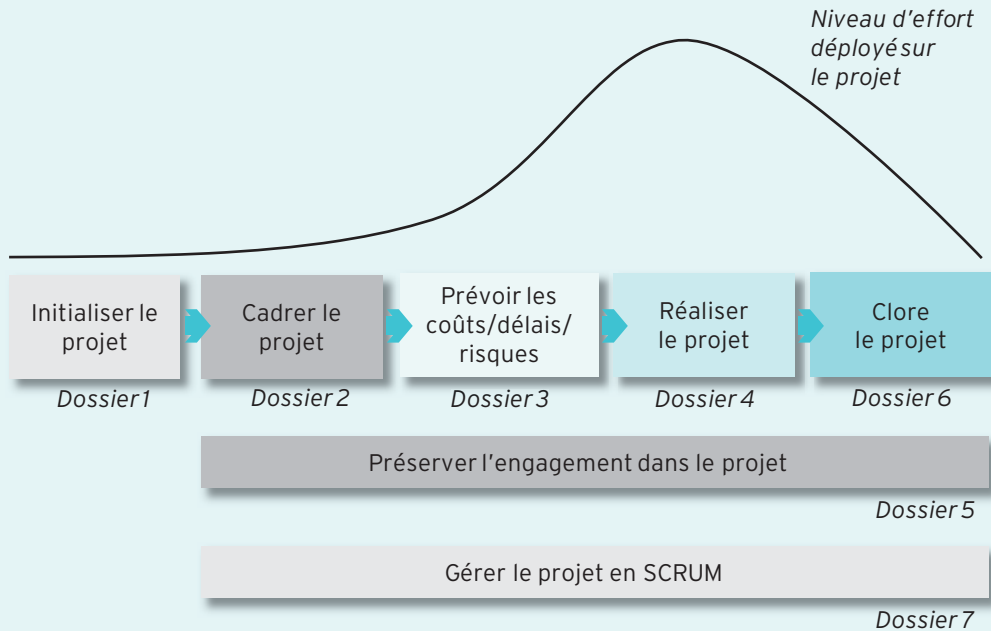 Niveau d'effort
déployé sur
le projet
Initialiser le
projet
Cadrer le
projet
Prévoir les
coûts/délais/
risques
Réaliser
le projet
Clore
le projet
Dossier 1
Dossier 2
Dossier 3
Dossier 4
Dossier 6
Préserver l'engagement dans le projet
Dossier 5
Gérer le projet en SCRUM
Dossier 7